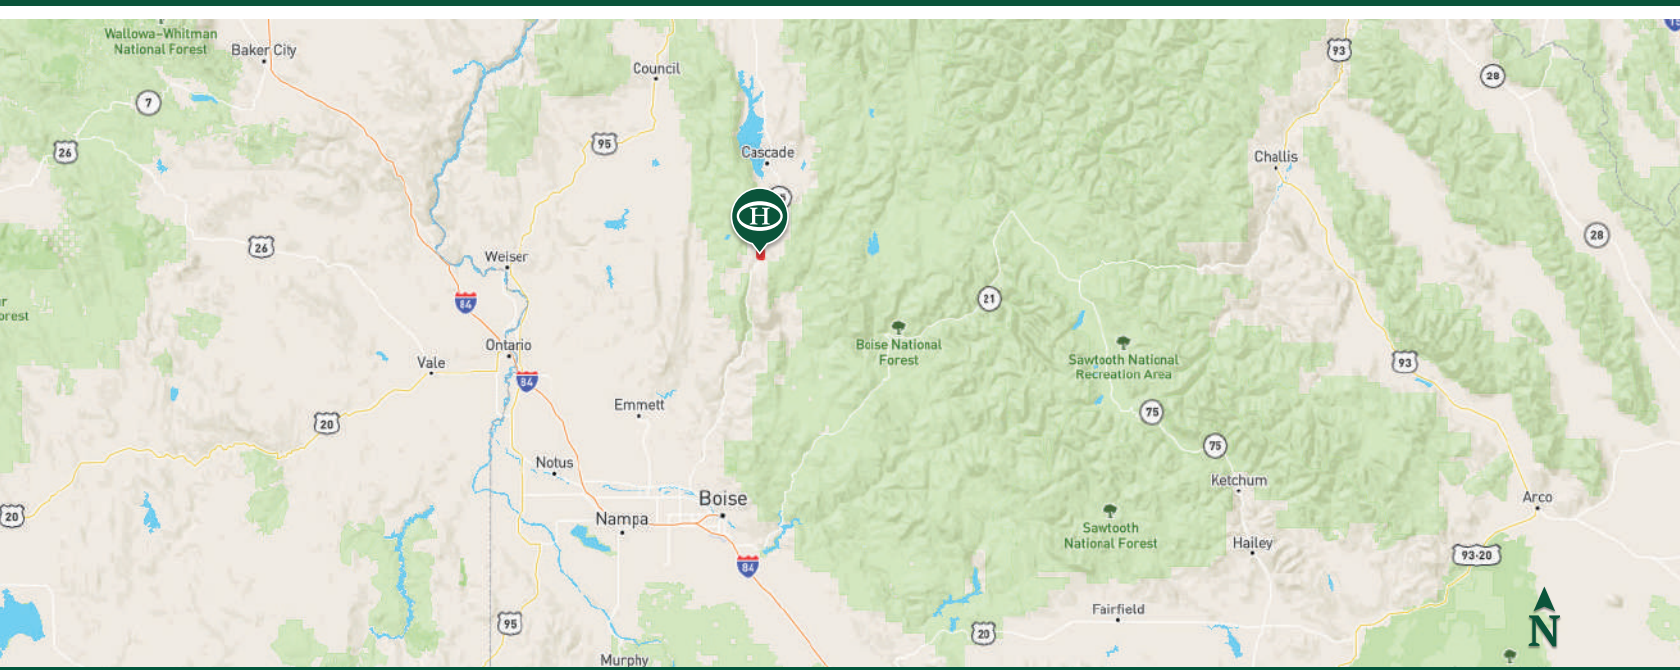 Wallowa-Whitman
National Forest
Baker City
Council
93
15
28
7
26
95
Cascade
Challis
H
26
28
Weiser
84
21
Ontario
Boise National
Forest
Sawtooth National
Recreation Area
93
Vale
84
Emmett
75
20
75
Notus
Ketchum
Boise
Arco
20
Nampa
Sawtooth
National Forest
Hailey
93-20
84
Fairfield
95
20
N
Murphy